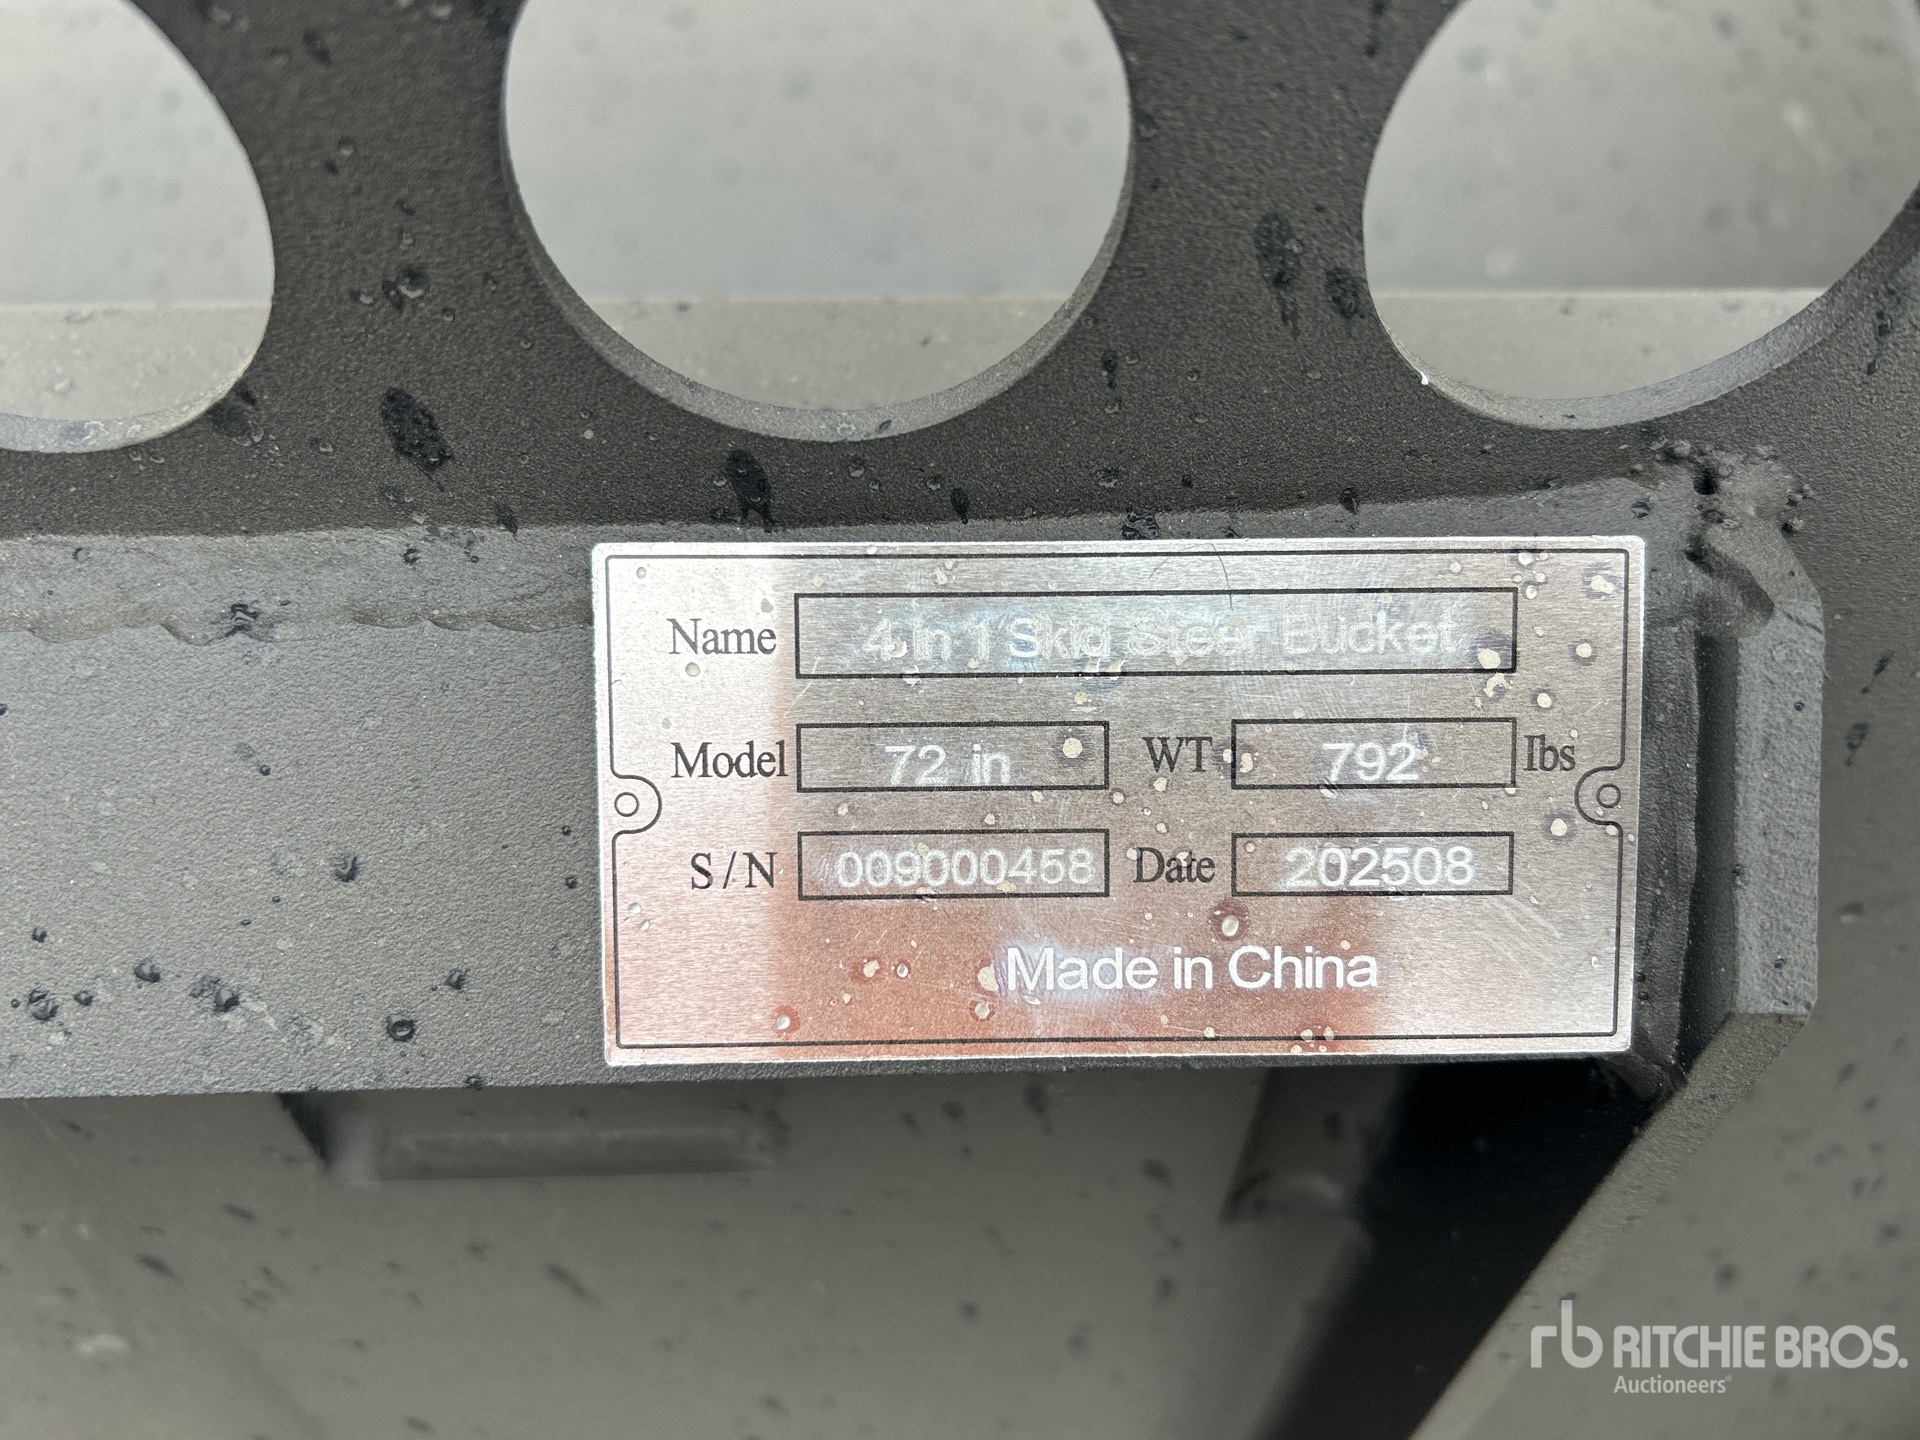 Name 4 in 1 Skid Steer Bucket
Model 72 in WT 792 lbs
S/N 009000458 Date 202508
Made in China
rb RITCHIE BROS.
Auctioneers